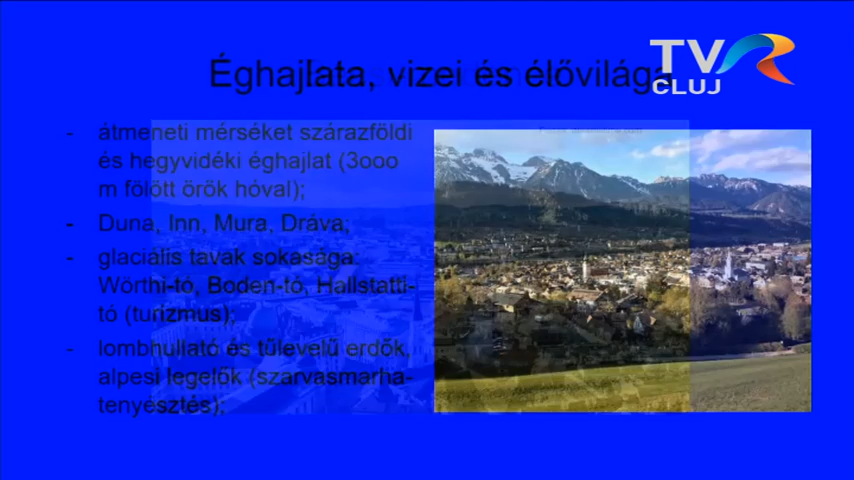 TV
CLUJ
Éghajlata, vizei és élővilága
- átmeneti mérséket szárazföldi
és hegyvidéki éghajlat (3ooo
m fölött örök hóval);
- Duna, Inn, Mura, Dráva;
- glaciális tavak sokasága:
Wörthi-tó, Boden-tó, Hallstatti-
tó (turizmus);
- lombhullató és tűlevelű erdők,
alpesi legelők (szarvasmarha-
tenyésztés);